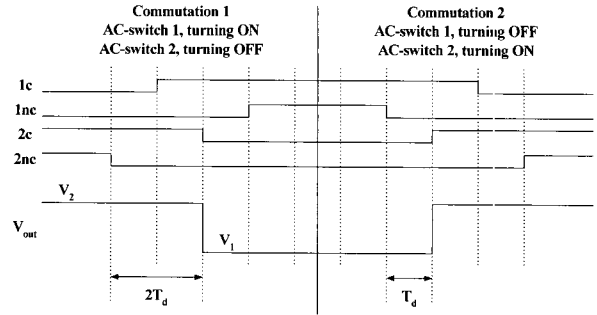 Commutation 1
AC-switch 1, turning ON
AC-switch 2, turning OFF
Commutation 2
AC-switch 1, turning OFF
AC-switch 2, turning ON
1c
1nc
2c
2nc
V2
Vout
V1
2Td
Td